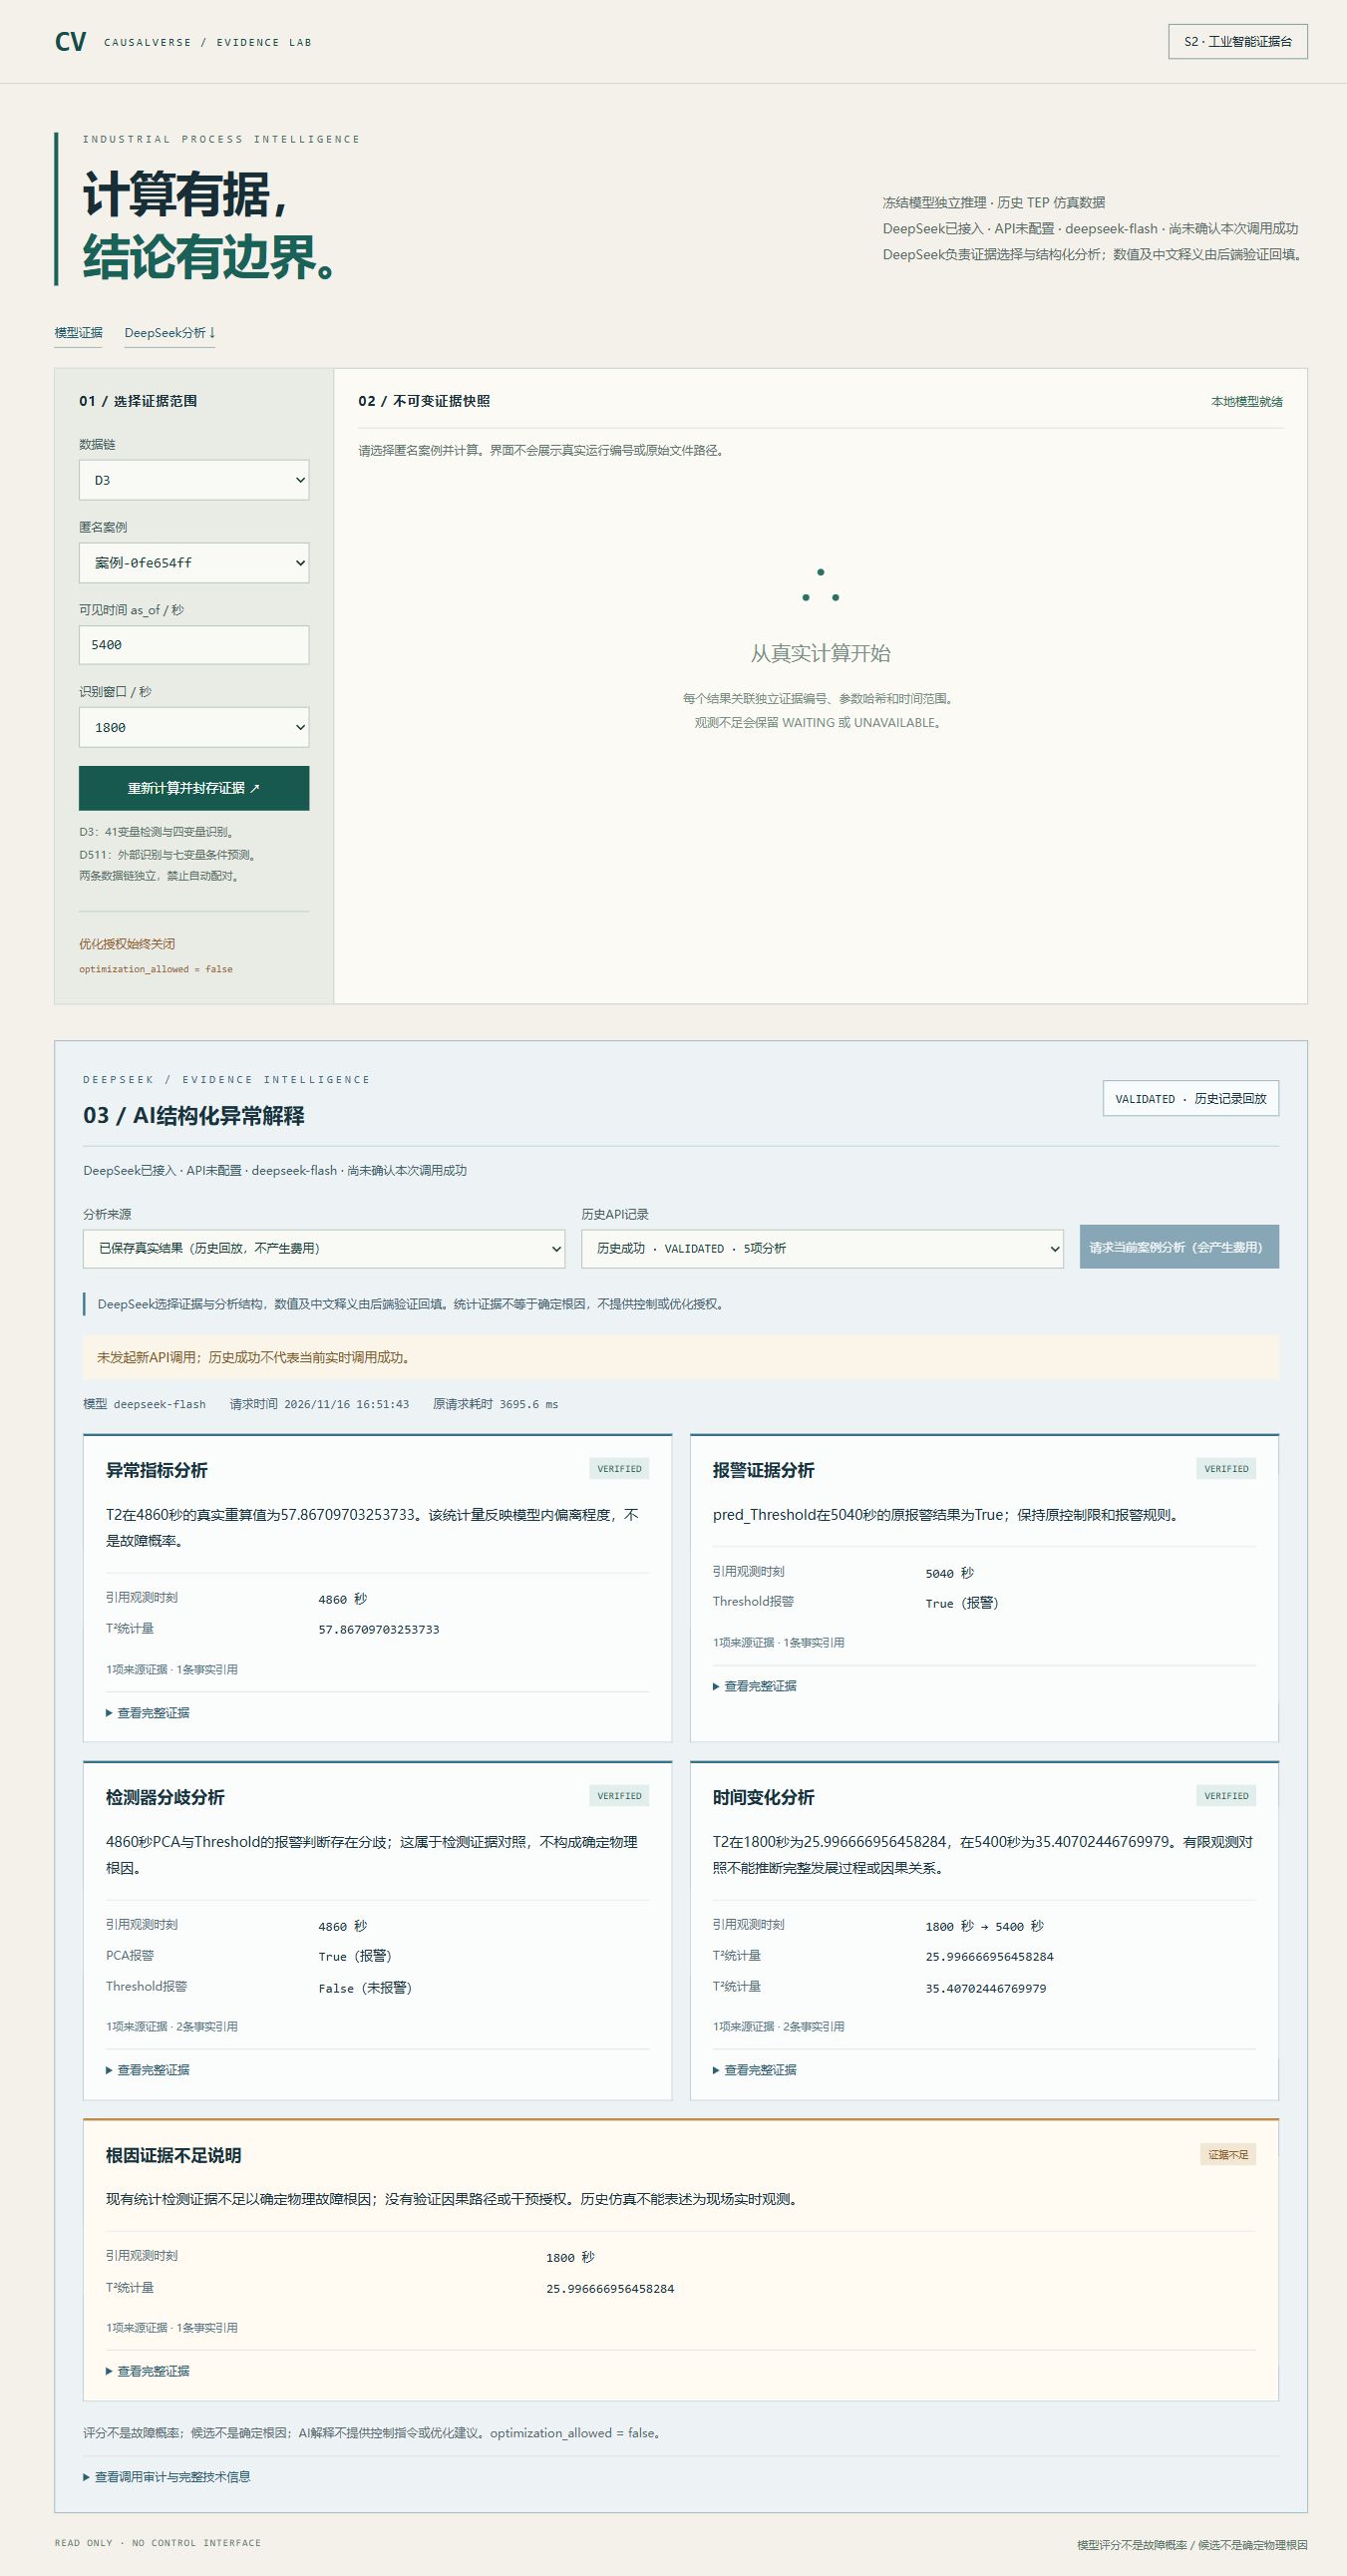 CV CAUSALVERSE / EVIDENCE LAB
S2 · 工业智能证据台
INDUSTRIAL PROCESS INTELLIGENCE
计算有据，
结论有边界。
冻结模型独立推理 · 历史 TEP 仿真数据
DeepSeek已接入 · API未配置 · deepseek-flash · 尚未确认本次调用成功
DeepSeek负责证据选择与结构化分析；数值及中文释义由后端验证回填。
模型证据
DeepSeek分析 ↓
01 / 选择证据范围
数据链
D3
匿名案例
案例-0fe654ff
可见时间 as_of / 秒
5400
识别窗口 / 秒
1800
重新计算并封存证据 ↗
D3：41变量检测与四变量识别。
D511：外部识别与七变量条件预测。
两条数据链独立，禁止自动配对。
优化授权始终关闭
optimization_allowed = false
02 / 不可变证据快照
本地模型就绪
请选择匿名案例并计算。界面不会展示真实运行编号或原始文件路径。
从真实计算开始
每个结果关联独立证据编号、参数哈希和时间范围。
观测不足会保留 WAITING 或 UNAVAILABLE。
DEEPSEEK / EVIDENCE INTELLIGENCE
03 / AI结构化异常解释
VALIDATED · 历史记录回放
DeepSeek已接入 · API未配置 · deepseek-flash · 尚未确认本次调用成功
分析来源
已保存真实结果（历史回放，不产生费用）
历史API记录
历史成功 · VALIDATED · 5项分析
请求当前案例分析（会产生费用）
DeepSeek选择证据与分析结构，数值及中文释义由后端验证回填。统计证据不等于确定根因，不提供控制或优化授权。
未发起新API调用；历史成功不代表当前实时调用成功。
模型 deepseek-flash 请求时间 2026/11/16 16:51:43 原请求耗时 3695.6 ms
异常指标分析
VERIFIED
T2在4860秒的真实重算值为57.86709703253733。该统计量反映模型内偏离程度，不
是故障概率。
引用观测时刻 4860 秒
T²统计量 57.86709703253733
1项来源证据 · 1条事实引用
▶ 查看完整证据
报警证据分析
VERIFIED
pred_Threshold在5040秒的原报警结果为True；保持原控制限和报警规则。
引用观测时刻 5040 秒
Threshold报警 True（报警）
1项来源证据 · 1条事实引用
▶ 查看完整证据
检测器分歧分析
VERIFIED
4860秒PCA与Threshold的报警判断存在分歧；这属于检测证据对照，不构成确定物理
根因。
引用观测时刻 4860 秒
PCA报警 True（报警）
Threshold报警 False（未报警）
1项来源证据 · 2条事实引用
▶ 查看完整证据
时间变化分析
VERIFIED
T2在1800秒为25.996666956458284，在5400秒为35.40702446769979。有限观测对
照不能推断完整发展过程或因果关系。
引用观测时刻 1800 秒 → 5400 秒
T²统计量 25.996666956458284
T²统计量 35.40702446769979
1项来源证据 · 2条事实引用
▶ 查看完整证据
根因证据不足说明
证据不足
现有统计检测证据不足以确定物理故障根因；没有验证因果路径或干预授权。历史仿真不能表述为现场实时观测。
引用观测时刻 1800 秒
T²统计量 25.996666956458284
1项来源证据 · 1条事实引用
▶ 查看完整证据
评分不是故障概率；候选不是确定根因；AI解释不提供控制指令或优化建议。optimization_allowed = false。
▶ 查看调用审计与完整技术信息
READ ONLY · NO CONTROL INTERFACE
模型评分不是故障概率 / 候选不是确定物理根因